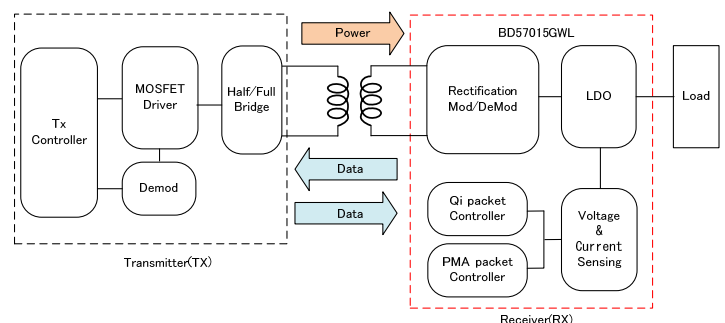 Power
BD57015GWL
Tx
Controller
MOSFET
Driver
Half/Full
Bridge
Rectification
Mod/DeMod
LDO
Load
Demod
Data
Data
Qi packet
Controller
PMA packet
Controller
Voltage
&
Current
Sensing
Transmitter(TX)
Receiver(RX)